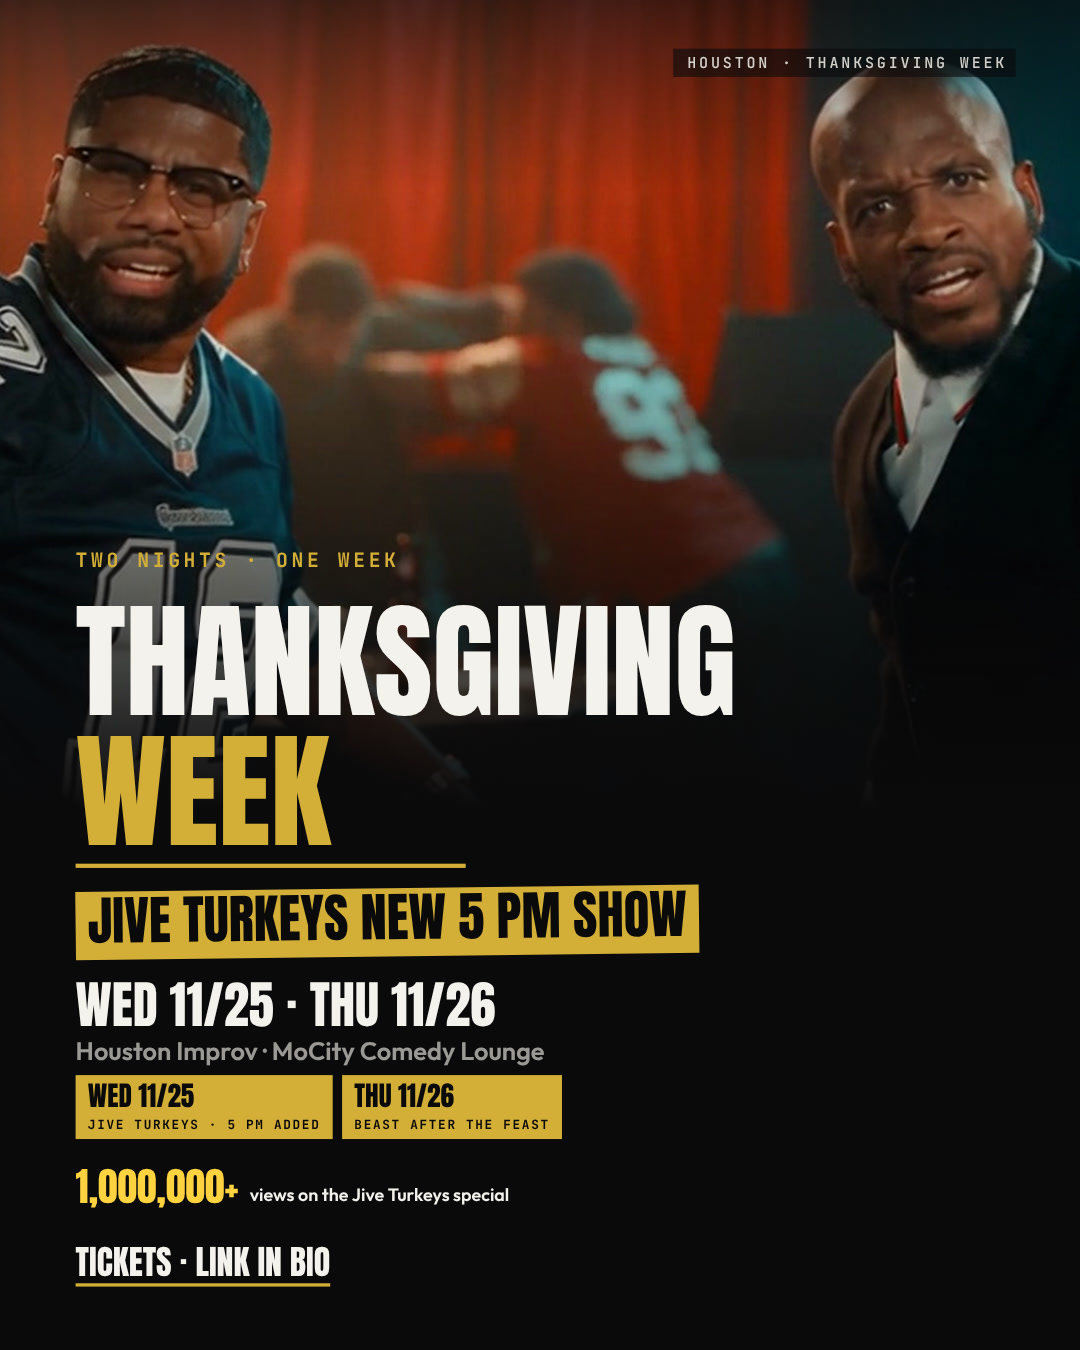 HOUSTON · THANKSGIVING WEEK
TWO NIGHTS · ONE WEEK
THANKSGIVING
WEEK
JIVE TURKEYS NEW 5 PM SHOW
WED 11/25 · THU 11/26
Houston Improv · MoCity Comedy Lounge
WED 11/25
JIVE TURKEYS · 5 PM ADDED
THU 11/26
BEAST AFTER THE FEAST
1,000,000+ views on the Jive Turkeys special
TICKETS · LINK IN BIO